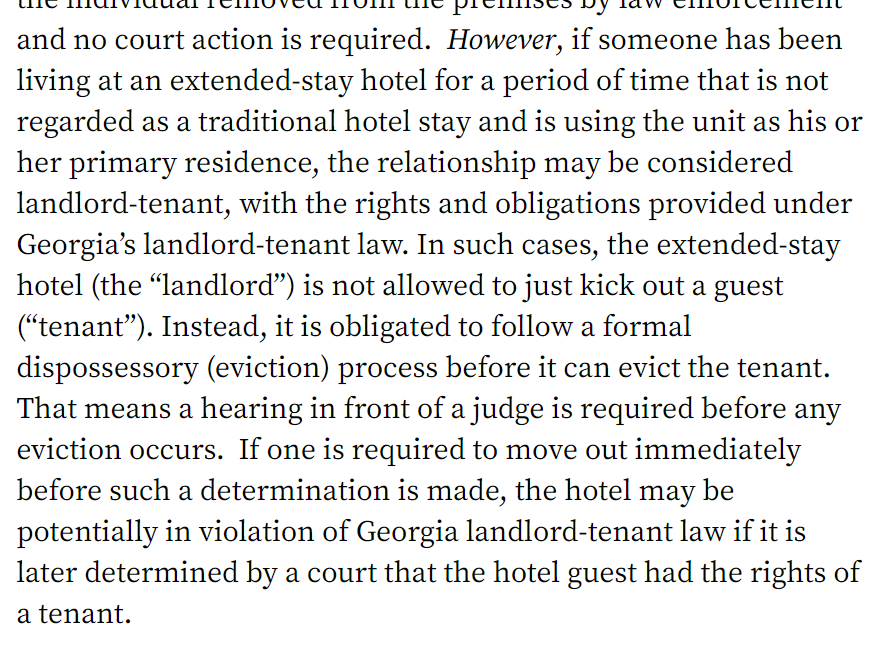 the individual removed from the premises by law enforcement
and no court action is required.  However, if someone has been
living at an extended-stay hotel for a period of time that is not
regarded as a traditional hotel stay and is using the unit as his or
her primary residence, the relationship may be considered
landlord-tenant, with the rights and obligations provided under
Georgia’s landlord-tenant law. In such cases, the extended-stay
hotel (the “landlord”) is not allowed to just kick out a guest
(“tenant”). Instead, it is obligated to follow a formal
dispossessory (eviction) process before it can evict the tenant.
That means a hearing in front of a judge is required before any
eviction occurs.  If one is required to move out immediately
before such a determination is made, the hotel may be
potentially in violation of Georgia landlord-tenant law if it is
later determined by a court that the hotel guest had the rights of
a tenant.